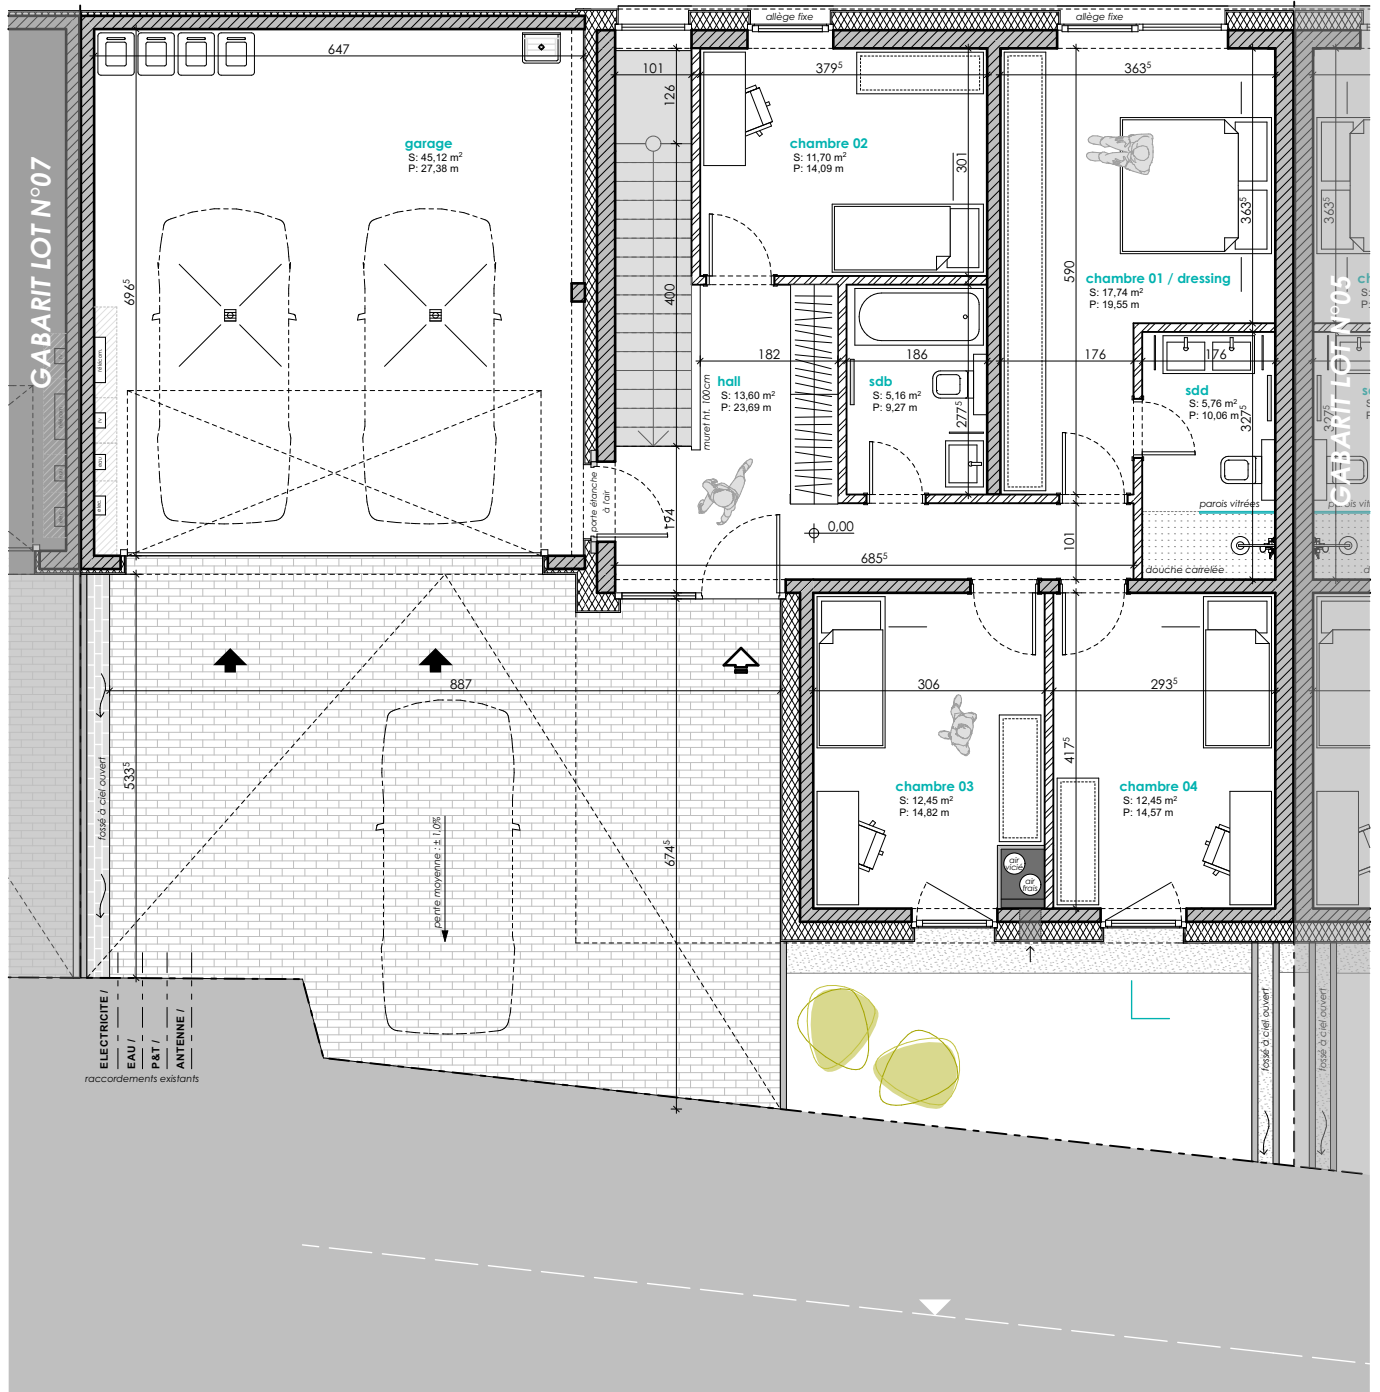 allège fixe
allège fixe
647
101
379⁵
363⁵
126
garage
S: 45,12 m²
P: 27,38 m
chambre 02
S: 11,70 m²
P: 14,09 m
301
GABARIT LOT N°07
363⁵
363⁵
chambre 01 / dressing
S: 17,74 m²
P: 19,55 m
590
696⁵
400
GABARIT LOT N°05
182
186
176
176
hall
S: 13,60 m²
P: 23,69 m
muret ht. 100cm
sdb
S: 5,16 m²
P: 9,27 m
277⁵
sdd
S: 5,76 m²
P: 10,06 m
327⁵
327⁵
télécom.
tv
eau
élec.
porte étanche
à l'air
194
0,00
parois vitrées
101
685⁵
douche carrelée
887
306
293⁵
533⁵
fossé à ciel ouvert
417⁵
chambre 03
S: 12,45 m²
P: 14,82 m
chambre 04
S: 12,45 m²
P: 14,57 m
pente moyenne : ± 1,0%
674⁵
air
vicié
air
frais
ELECTRICITE /
EAU /
P&T /
ANTENNE /
raccordements existants
fossé à ciel ouvert
fossé à ciel ouvert